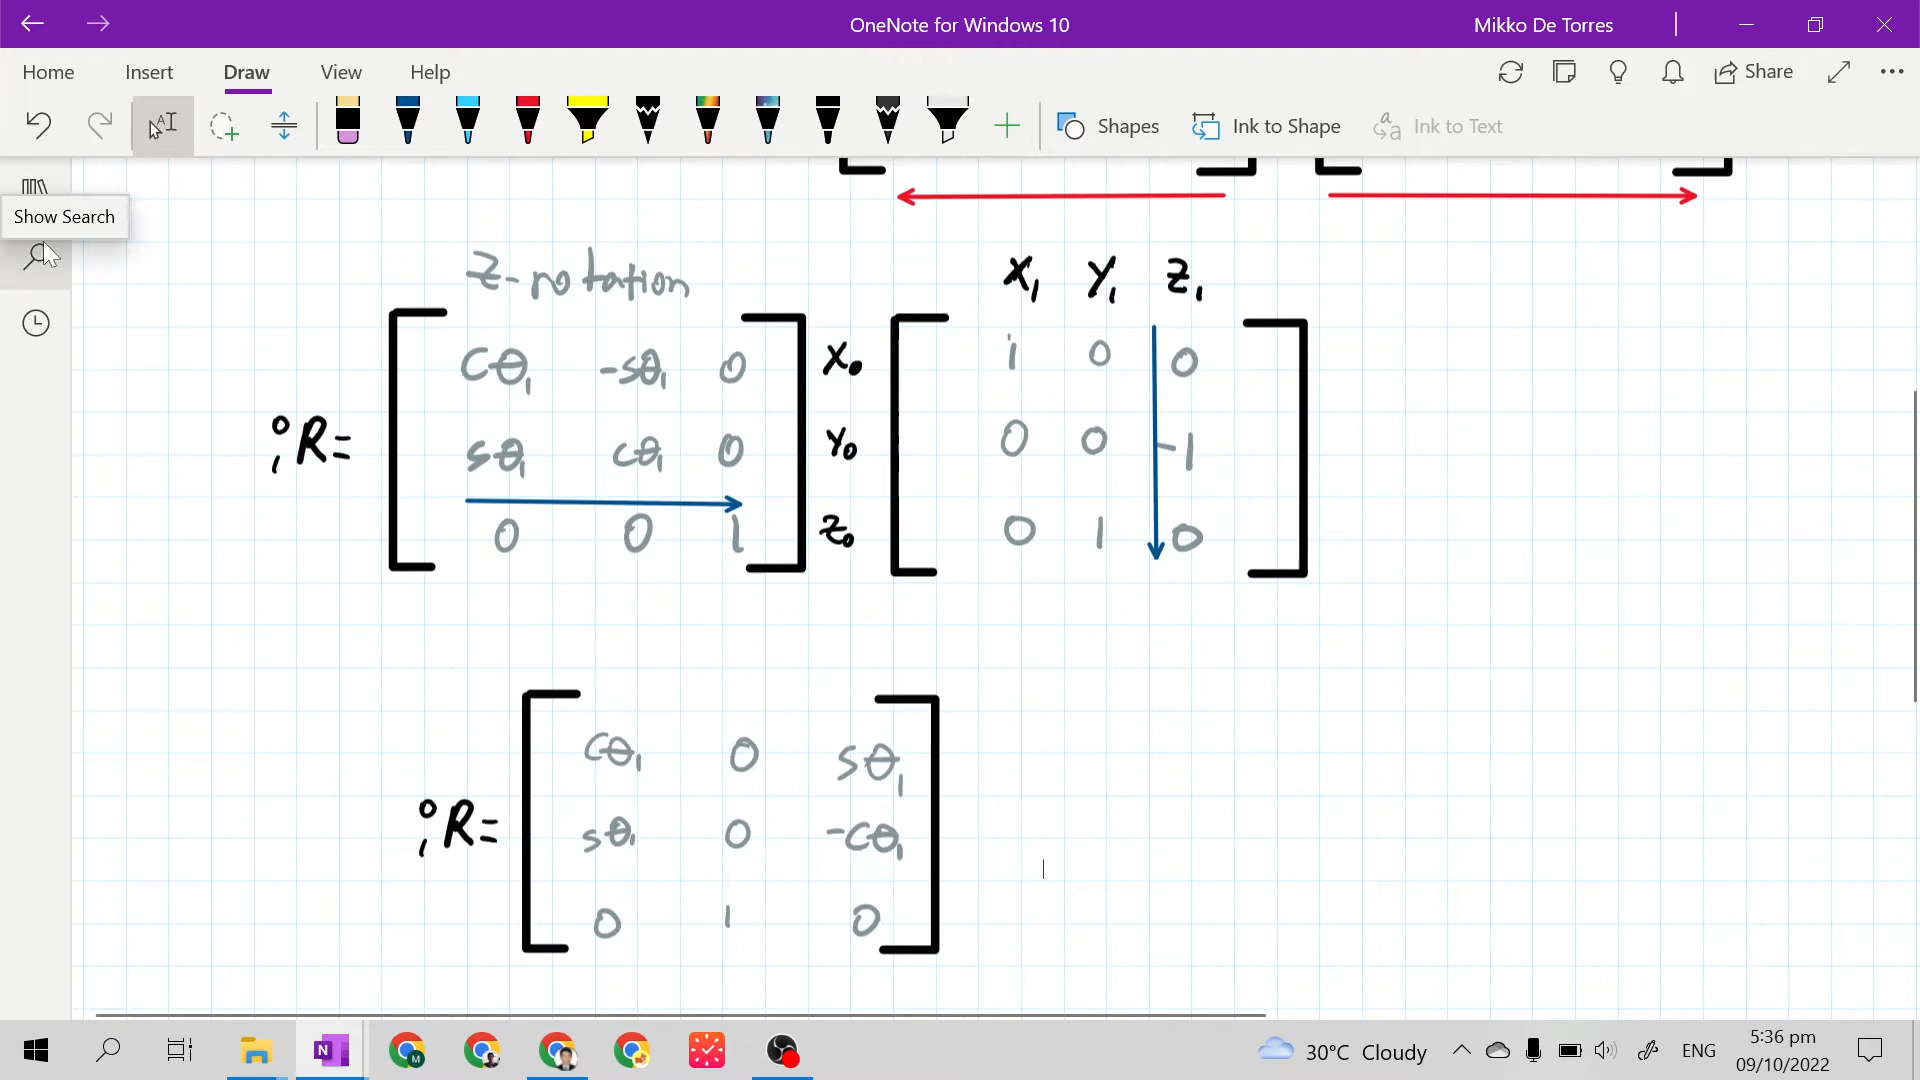 OneNote for Windows 10
Mikko De Torres
Home Insert Draw View Help
Share
Shapes Ink to Shape Ink to Text
Show Search
Z-rotation
X₁ Y₁ Z₁
⁰₁R= Cθ₁ -Sθ₁ 0 X₀ 1 0 0
Sθ₁ Cθ₁ 0 Y₀ 0 0 -1
0 0 1 Z₀ 0 1 0
⁰₁R= Cθ₁ 0 Sθ₁
Sθ₁ 0 -Cθ₁
0 1 0
30°C Cloudy
ENG
5:36 pm
09/10/2022